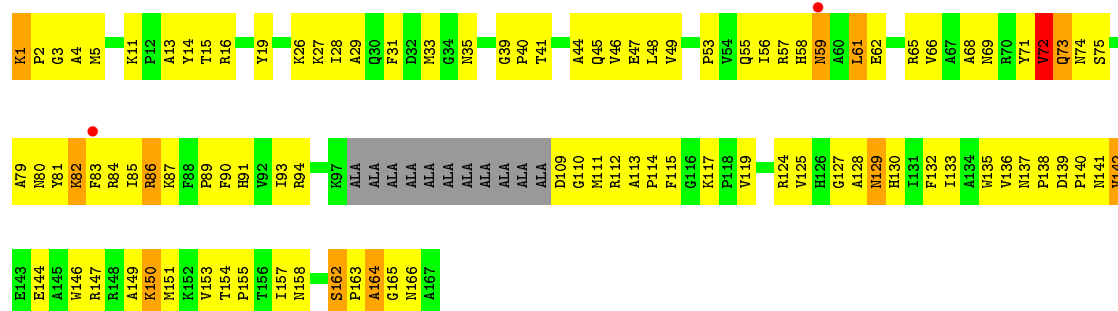 K1 P2 G3 A4 M5 K11 P12 A13 Y14 T15 R16 Y19 K26 K27 I28 A29 Q30 F31 D32 M33 G34 N35 G39 P40 T41 A44 Q45 V46 E47 L48 V49 P53 V54 Q55 I56 R57 H58 N59 A60 L61 E62 R65 V66 A67 A68 N69 R70 Y71 V72 Q73 N74 S75
A79 N80 Y81 K82 F83 R84 I85 R86 K87 F88 P89 F90 H91 V92 I93 R94 K97 ALA ALA ALA ALA ALA ALA ALA ALA ALA ALA ALA D109 G110 M111 R112 A113 P114 F115 G116 K117 P118 V119 R124 V125 H126 G127 A128 N129 H130 I131 F132 I133 A134 W135 V136 N137 P138 D139 P140 N141 V142
E143 E144 A145 W146 R147 R148 A149 K150 M151 K152 V153 T154 P155 T156 I157 N158 S162 P163 A164 G165 N166 A167